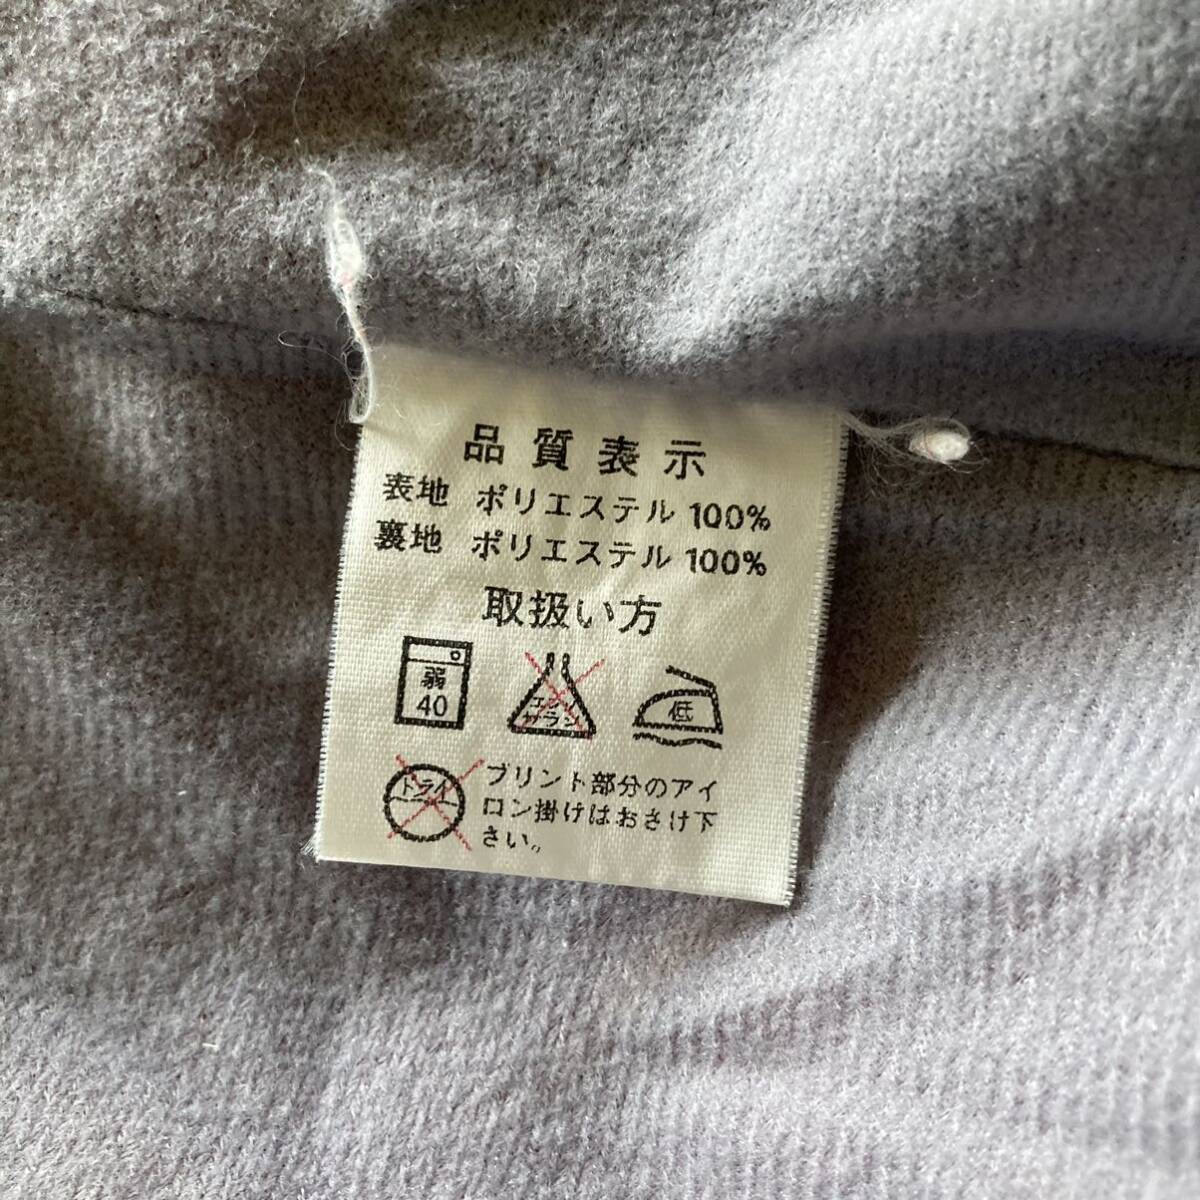 品質表示
表地 ポリエステル 100%
裏地 ポリエステル 100%
取扱い方
弱
40
エンソ
サラシ
低
ドライ
プリント部分のアイ
ロン掛けはおさけ下
さい。